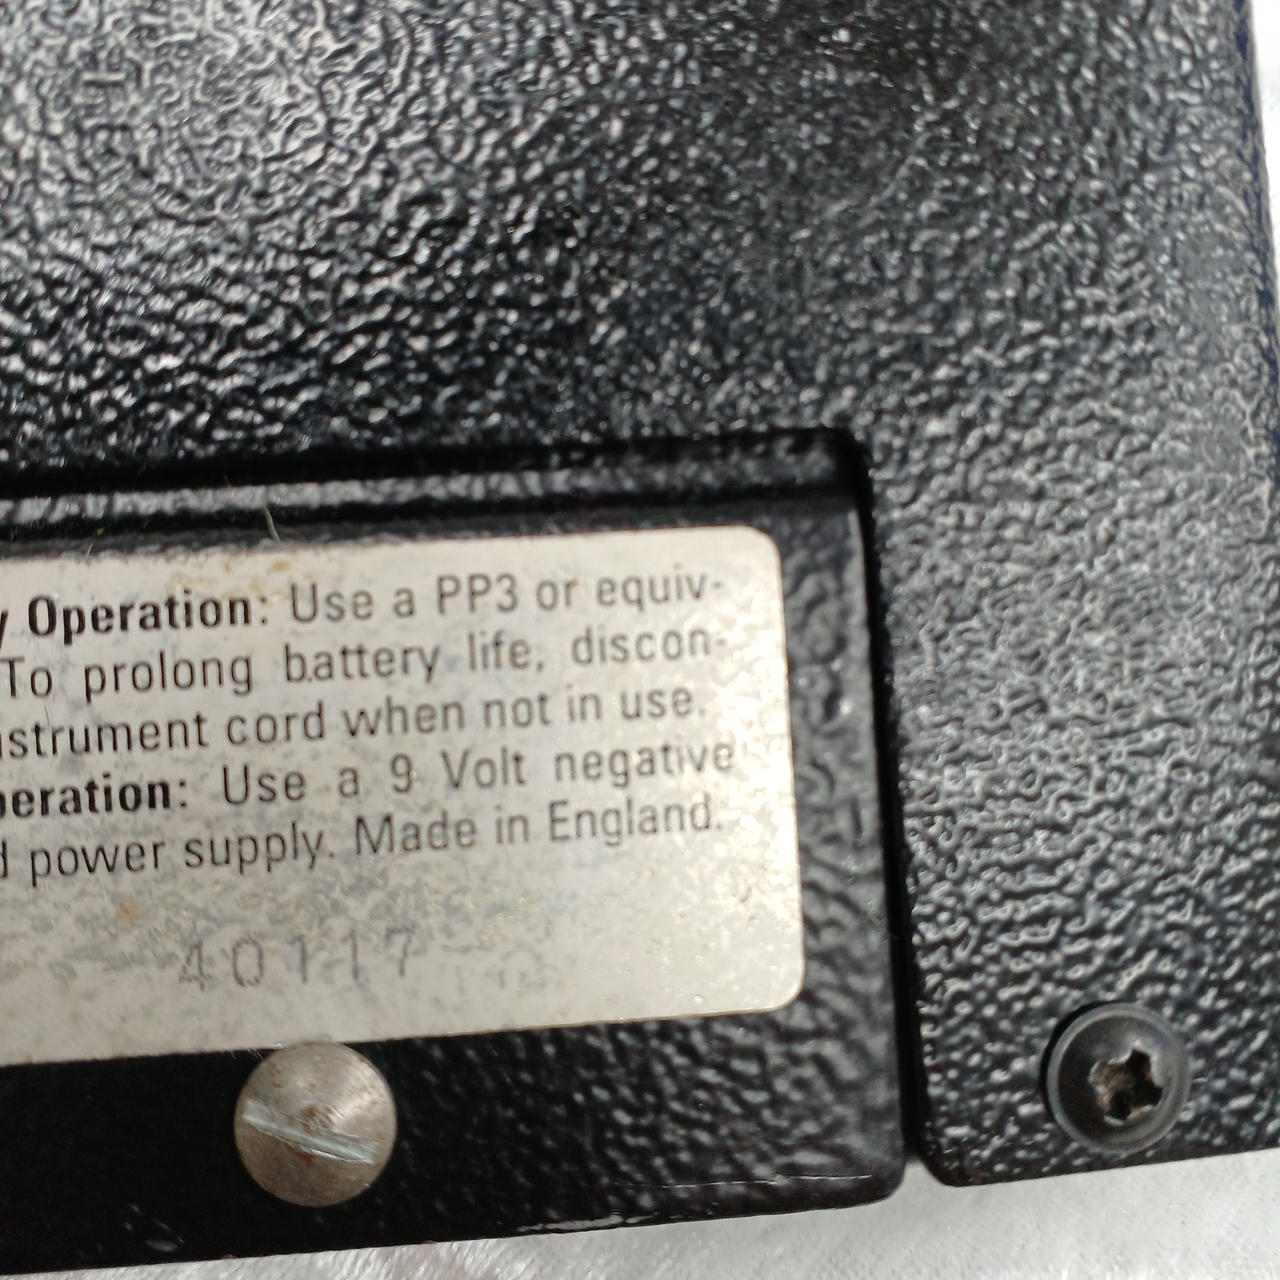 y Operation: Use a PP3 or equiv-
To prolong battery life, discon-
nstrument cord when not in use.
peration: Use a 9 Volt negative
d power supply. Made in England.
40117